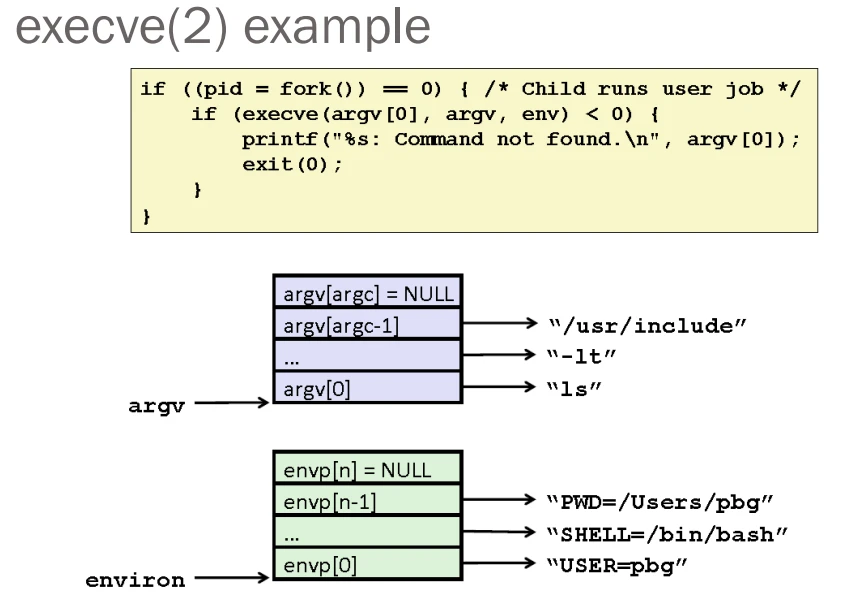 execve(2) example
if ((pid = fork()) == 0) { /* Child runs user job */
if (execve(argv[0], argv, env) < 0) {
printf("%s: Command not found.\n", argv[0]);
exit(0);
}
}
argv[argc] = NULL
argv[argc-1] “/usr/include”
... “-lt”
argv[0] “ls”
argv
envp[n] = NULL
envp[n-1] “PWD=/Users/pbg”
... “SHELL=/bin/bash”
envp[0] “USER=pbg”
environ